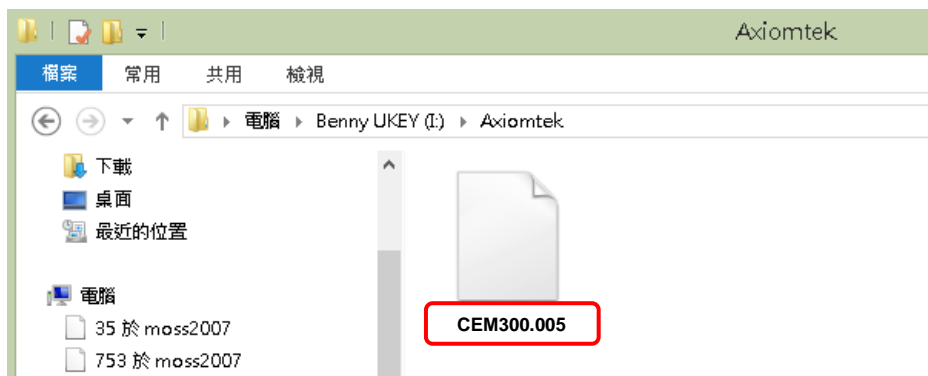 Axiomtek
檔案 常用 共用 檢視
電腦 Benny UKEY (I:) Axiomtek
下載
桌面
最近的位置
電腦
35 於 moss2007
753 於 moss2007
CEM300.005